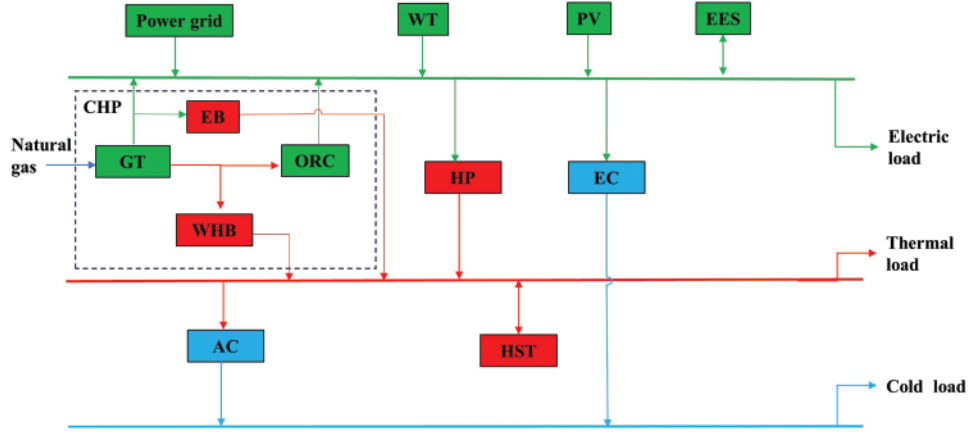 Power grid
WT
PV
EES
CHP
EB
Natural
gas
GT
ORC
Electric
load
HP
EC
WHB
Thermal
load
AC
HST
Cold load